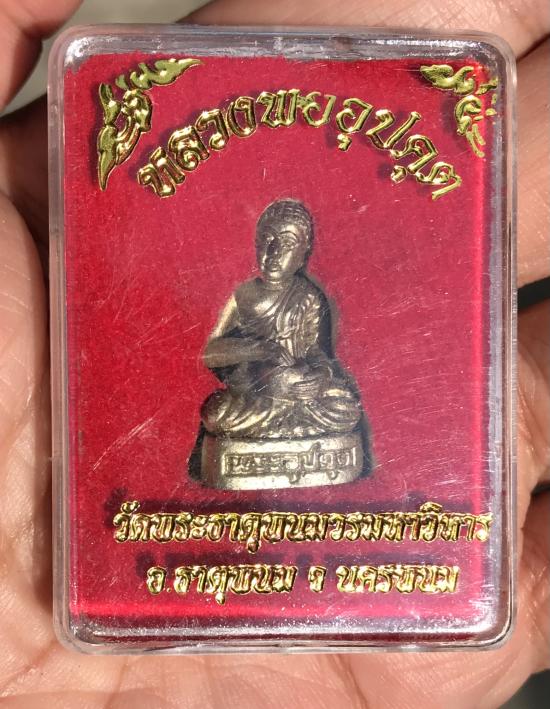 หลวงพ่ออุปคุต
พระอุปคุต
วัดพระธาตุพนมวรมหาวิหาร
อ.ธาตุพนม จ นครพนม